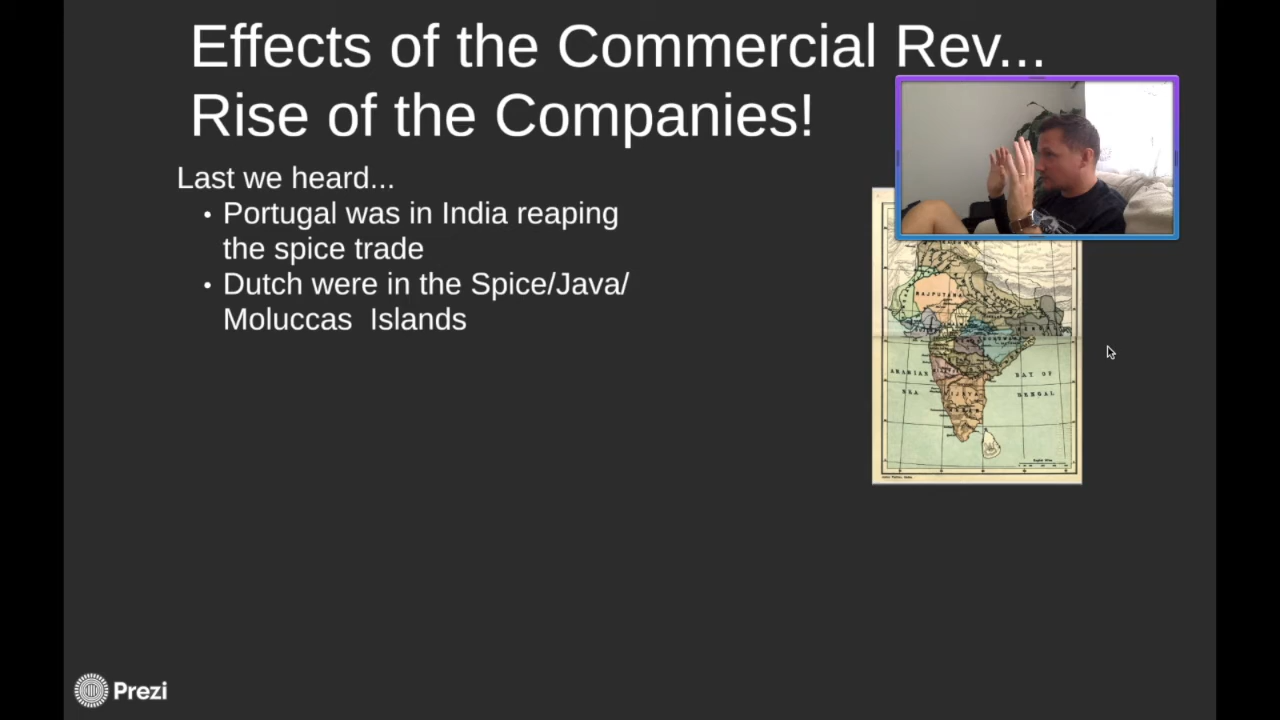 Effects of the Commercial Rev...
Rise of the Companies!
Last we heard...
• Portugal was in India reaping
the spice trade
• Dutch were in the Spice/Java/
Moluccas  Islands
RAJPUTANA
ARABIAN
SEA
BAY OF
BENGAL
Prezi